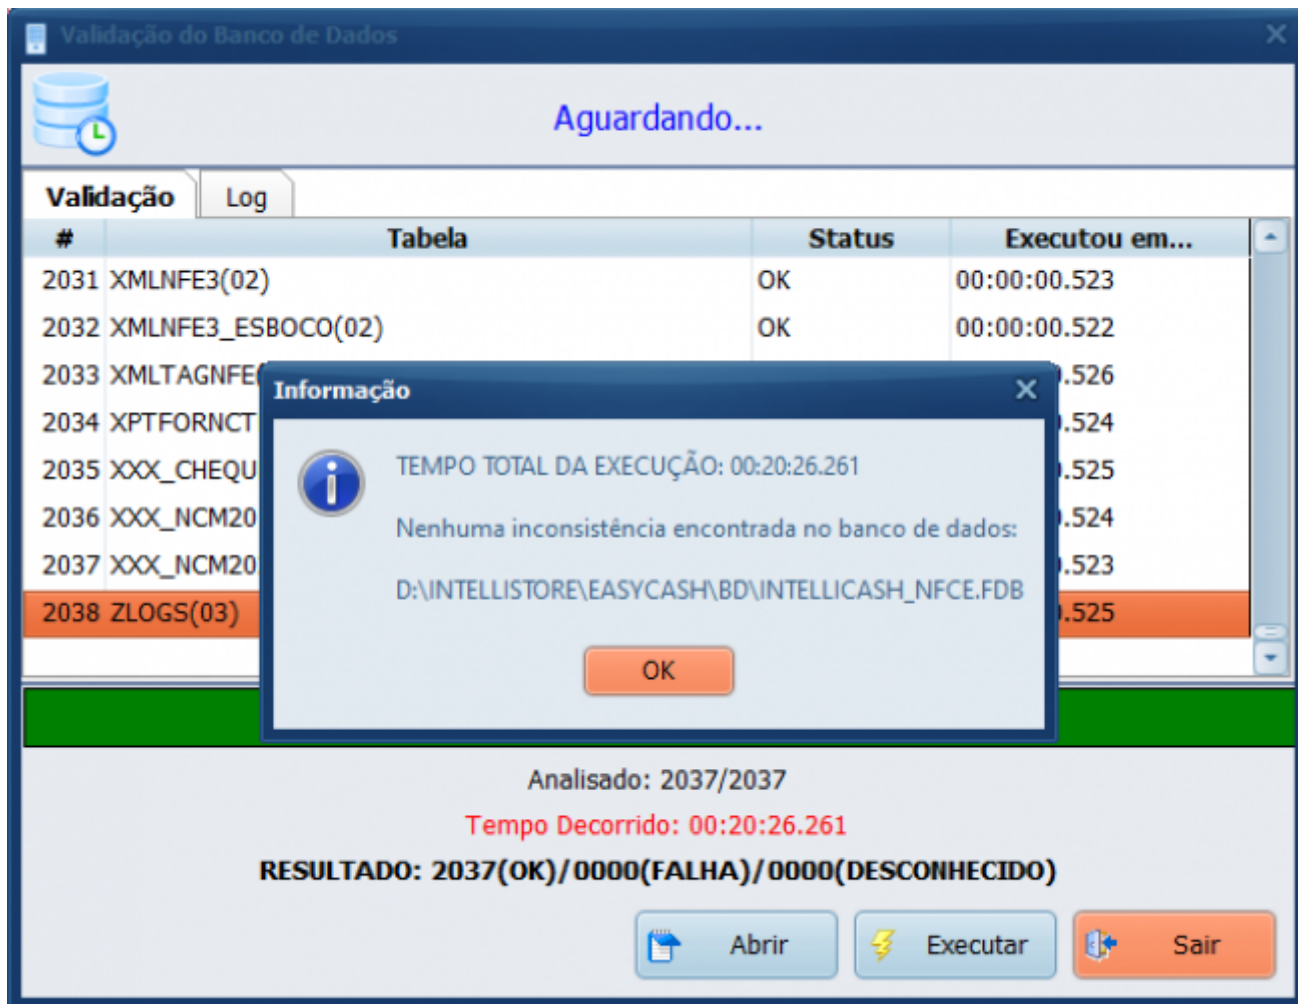 Validação do Banco de Dados
Aguardando...
Validação Log
# Tabela Status Executou em...
2031 XMLNFE3(02) OK 00:00:00.523
2032 XMLNFE3_ESBOCO(02) OK 00:00:00.522
2033 XMLTAGNFE( .526
2034 XPTFORNCT .524
2035 XXX_CHEQU .525
2036 XXX_NCM20 .524
2037 XXX_NCM20 .523
2038 ZLOGS(03) .525
Informação
TEMPO TOTAL DA EXECUÇÃO: 00:20:26.261
Nenhuma inconsistência encontrada no banco de dados:
D:\INTELLISTORE\EASYCASH\BD\INTELLICASH_NFCE.FDB
OK
Analisado: 2037/2037
Tempo Decorrido: 00:20:26.261
RESULTADO: 2037(OK)/0000(FALHA)/0000(DESCONHECIDO)
Abrir Executar Sair